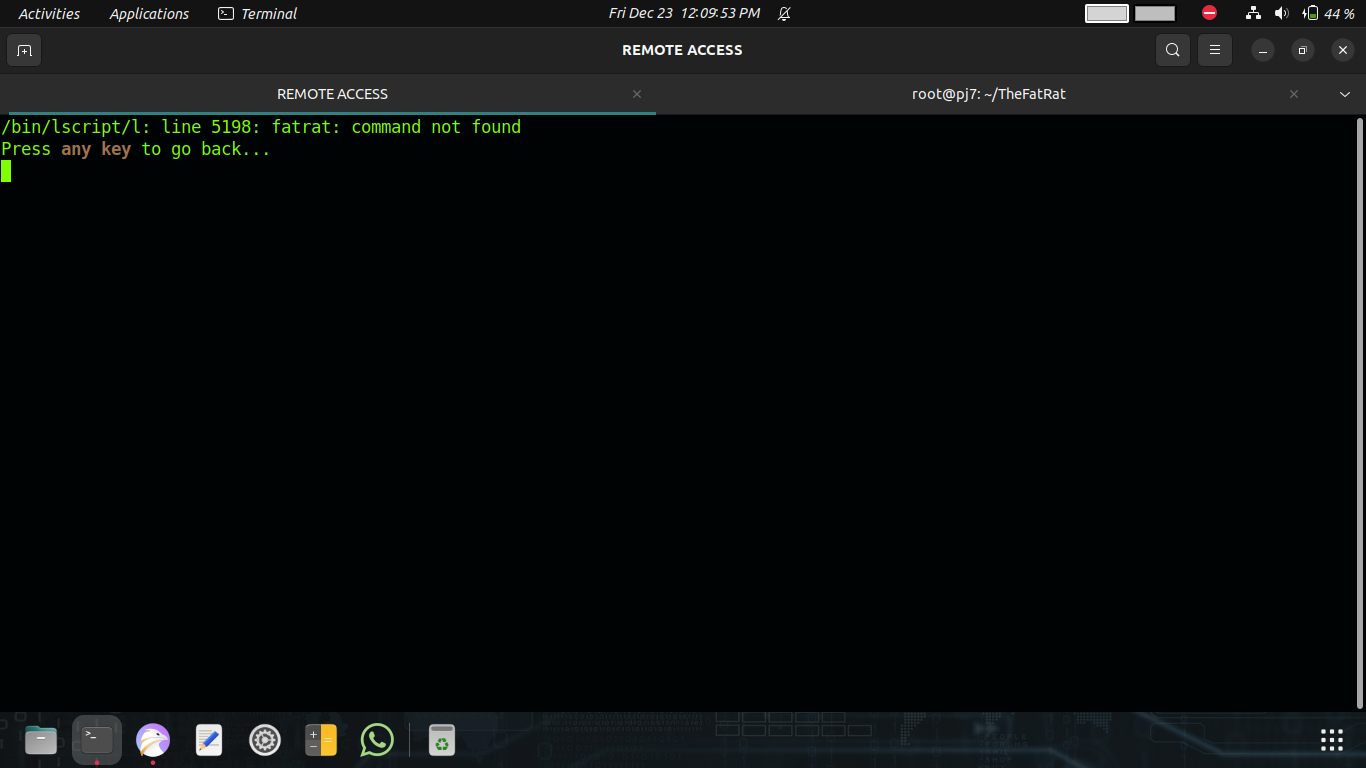 Activities Applications Terminal Fri Dec 23 12:09:53 PM 44 %
REMOTE ACCESS
REMOTE ACCESS root@pj7: ~/TheFatRat
/bin/lscript/l: line 5198: fatrat: command not found
Press any key to go back...